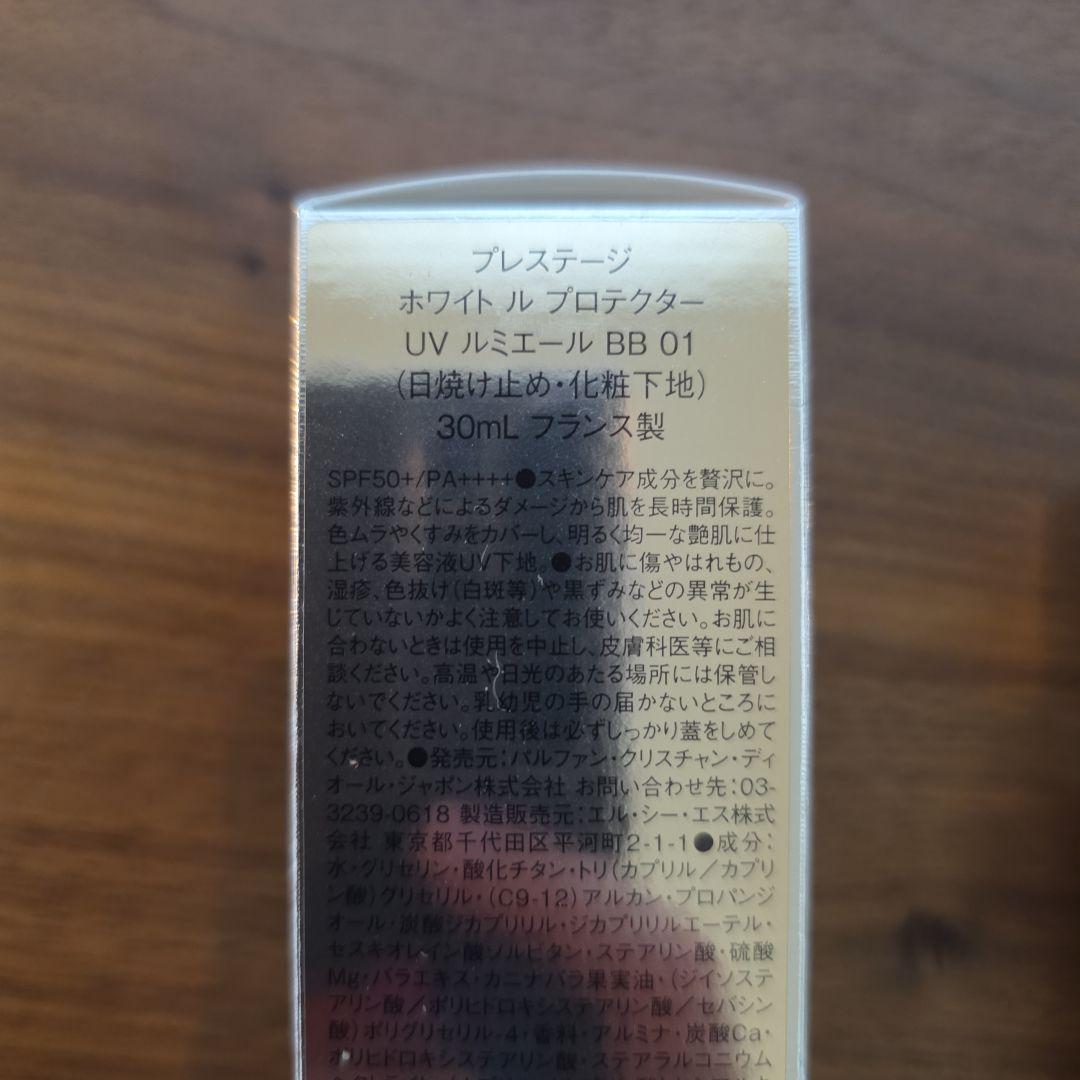 プレステージ
ホワイト ル プロテクター
UV ルミエール BB 01
(日焼け止め・化粧下地)
30mL フランス製
SPF50+/PA++++●スキンケア成分を贅沢に。
紫外線などによるダメージから肌を長時間保護。
色ムラやくすみをカバーし、明るく均一な艶肌に仕
上げる美容液UV下地。●お肌に傷やはれもの、
湿疹、色抜け(白斑等)や黒ずみなどの異常が生
じていないかよく注意してお使いください。お肌に
合わないときは使用を中止し、皮膚科医等にご相
談ください。高温や日光のあたる場所には保管し
ないでください。乳幼児の手の届かないところに
おいてください。使用後は必ずしっかり蓋をしめて
ください。●発売元:パルファン・クリスチャン・ディ
オール・ジャポン株式会社 お問い合わせ先:03-
3239-0618 製造販売元:エル・シー・エス株式
会社 東京都千代田区平河町2-1-1●成分:
水・グリセリン・酸化チタン・トリ(カプリル/カプリ
ン酸)グリセリル・(C9-12)アルカン・プロパンジ
オール・炭酸ジカプリリル・ジカプリリルエーテル・
セスキオレイン酸ソルビタン・ステアリン酸・硫酸
Mg・バラエキス・カニナバラ果実油・(ジイソステ
アリン酸/ポリヒドロキシステアリン酸/セバシン
酸)ポリグリセリル-4・香料・アルミナ・炭酸Ca・
ポリヒドロキシステアリン酸・ステアラルコニウム